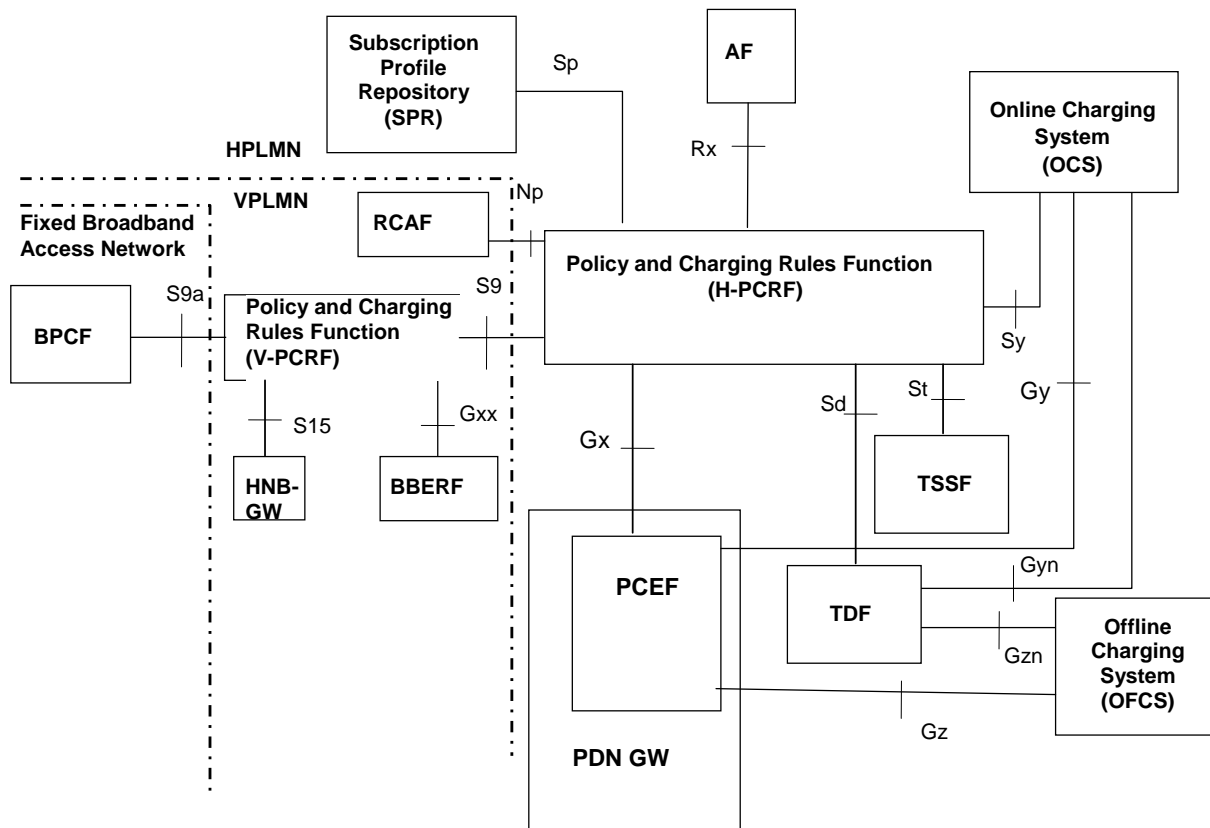 Subscription
Profile
Repository
(SPR)
Sp
AF
Rx
Online Charging
System
(OCS)
HPLMN
VPLMN
Np
Fixed Broadband
Access Network
RCAF
Policy and Charging Rules Function
(H-PCRF)
S9a
S9
Policy and Charging
Rules Function
(V-PCRF)
BPCF
Sy
S15
Gxx
Gx
Sd
St
Gy
HNB-
GW
BBERF
TSSF
PCEF
TDF
Gyn
Gzn
Offline
Charging
System
(OFCS)
Gz
PDN GW